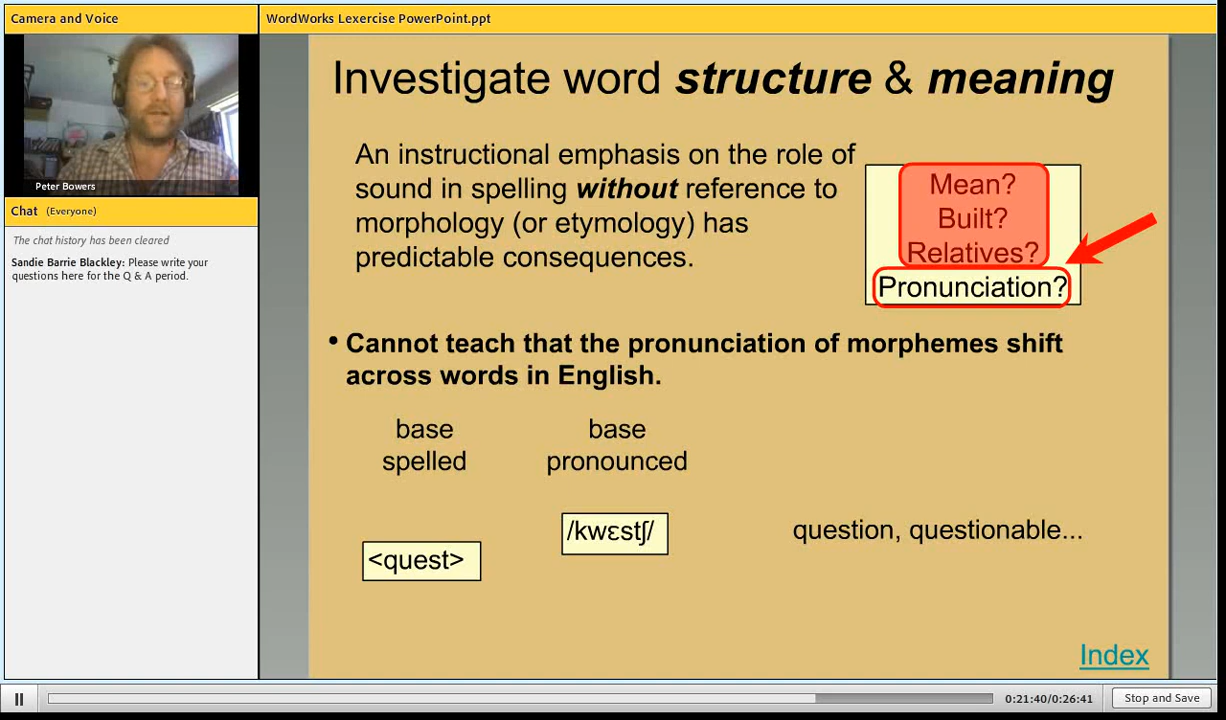 Camera and Voice
WordWorks Lexercise PowerPoint.ppt
Peter Bowers
Chat (Everyone)
The chat history has been cleared
Sandie Barrie Blackley: Please write your
questions here for the Q & A period.
Investigate word structure & meaning
An instructional emphasis on the role of
sound in spelling without reference to
morphology (or etymology) has
predictable consequences.
Mean?
Built?
Relatives?
Pronunciation?
• Cannot teach that the pronunciation of morphemes shift
across words in English.
base
spelled
base
pronounced
/kwɛstʃ/
question, questionable...
<quest>
Index
0:21:40/0:26:41
Stop and Save